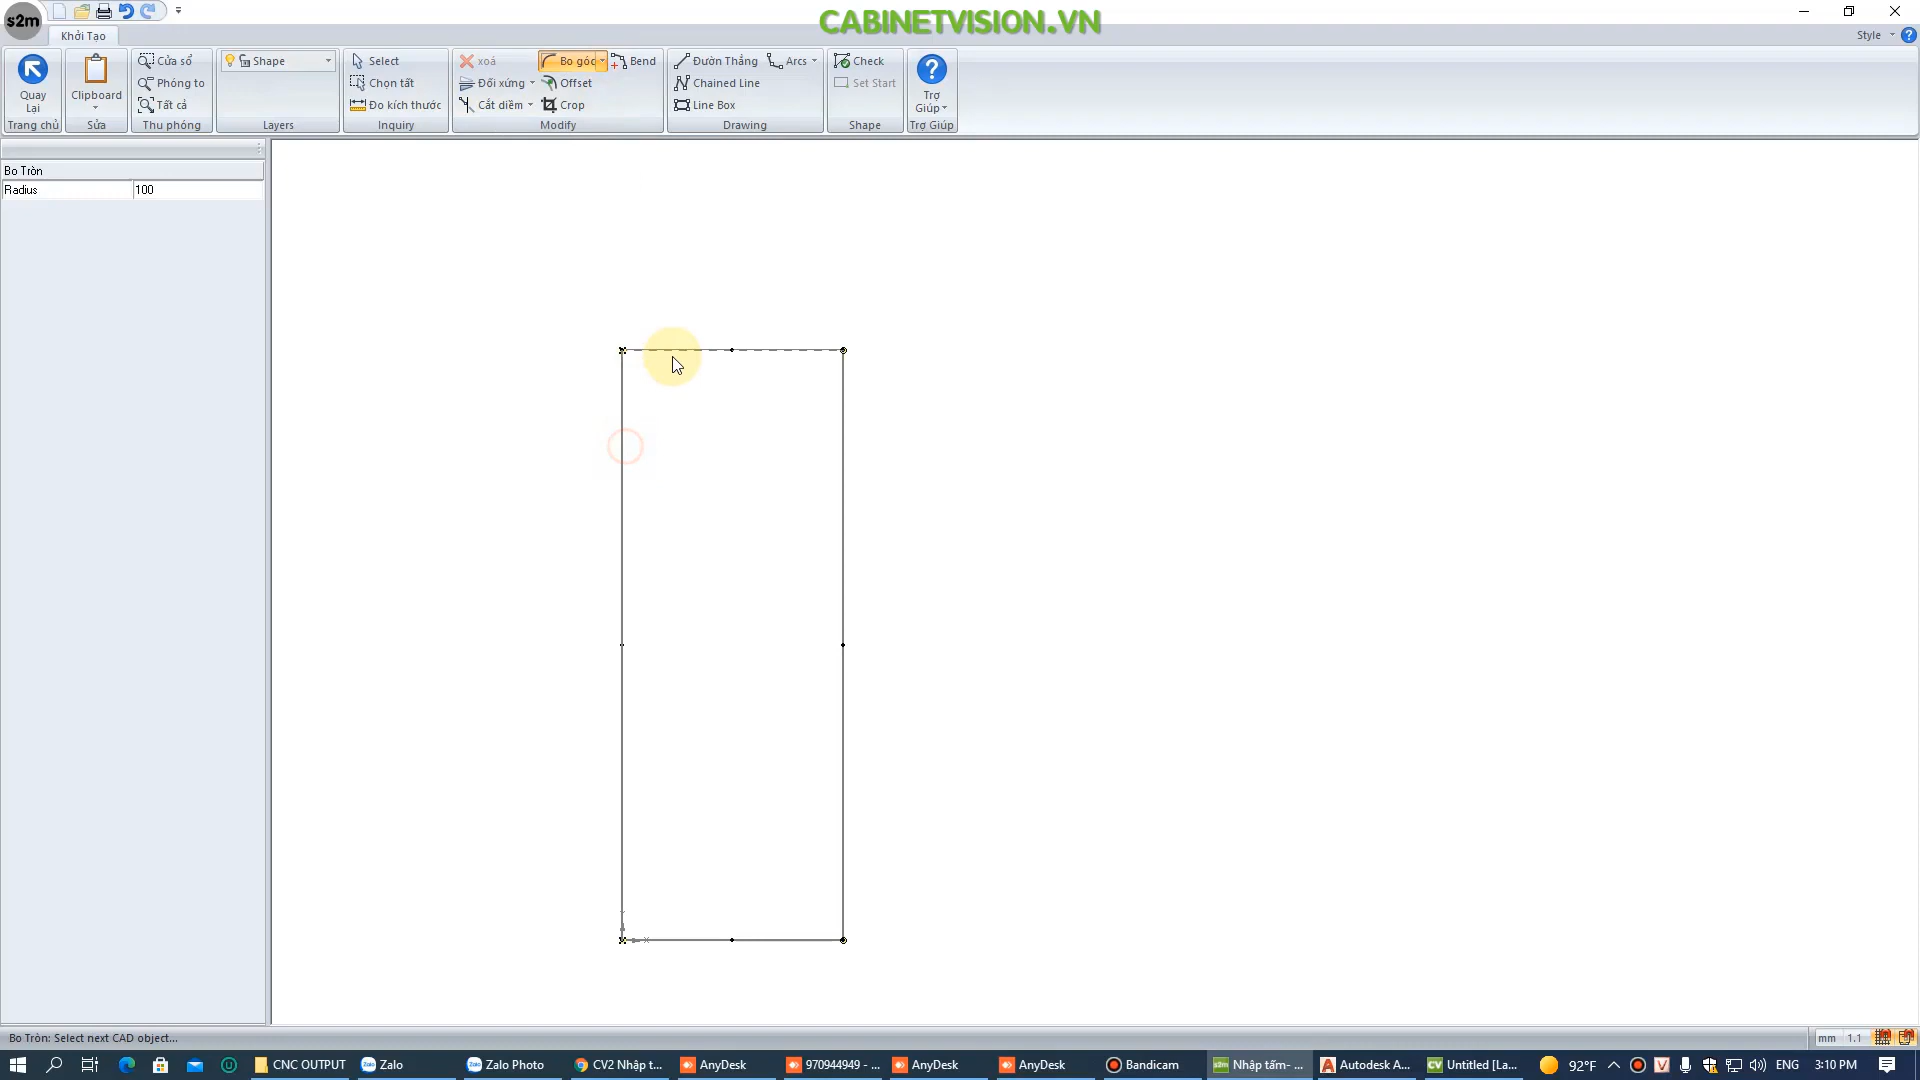 s2m
CABINETVISION.VN
Khởi Tạo
Style
Quay Lại
Trang chủ
Clipboard
Sửa
Cửa sổ
Phóng to
Tất cả
Thu phóng
Shape
Layers
Select
Chọn tất
Đo kích thước
Inquiry
xoá
Đối xứng
Cắt diềm
Bo góc
Offset
Crop
Bend
Modify
Đườn Thẳng
Arcs
Chained Line
Line Box
Drawing
Check
Set Start
Shape
Trợ Giúp
Trợ Giúp
Bo Tròn
Radius 100
Bo Tròn: Select next CAD object...
mm 1.1
CNC OUTPUT
Zalo
Zalo Photo
CV2 Nhập t...
AnyDesk
970944949 - ...
AnyDesk
AnyDesk
Bandicam
Nhập tấm- ...
Autodesk A...
Untitled [La...
92°F
ENG
3:10 PM